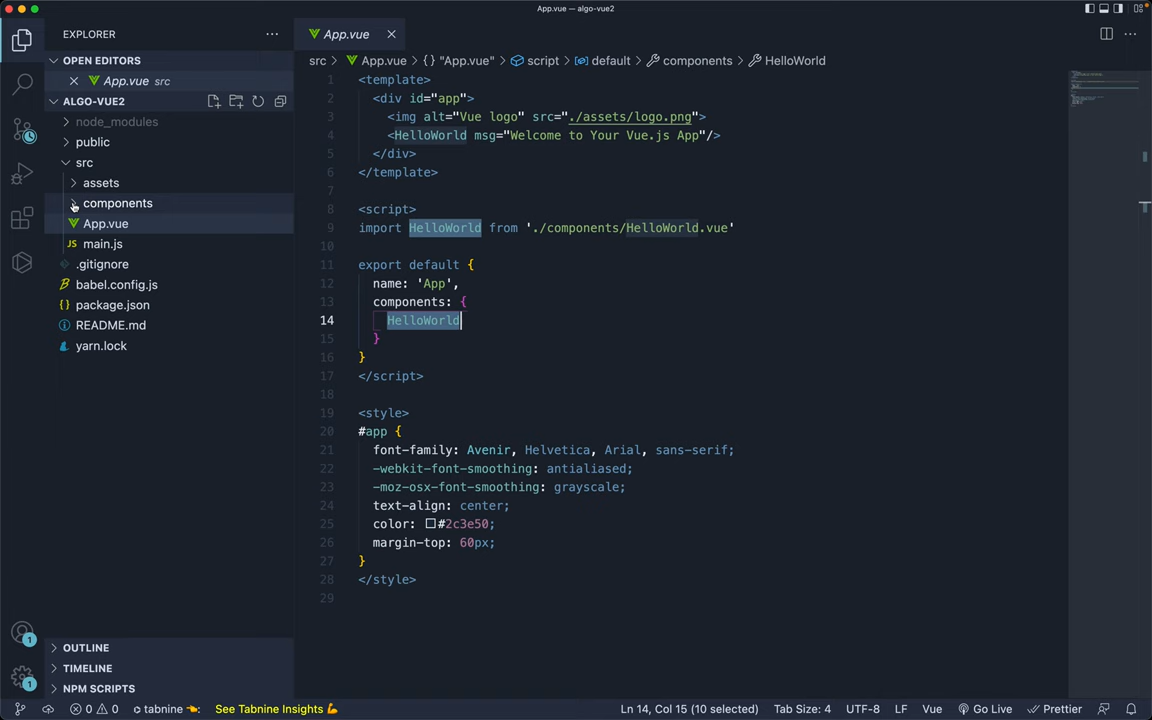 App.vue — algo-vue2
EXPLORER
OPEN EDITORS
App.vue src
ALGO-VUE2
node_modules
public
src
assets
components
App.vue
JS main.js
.gitignore
babel.config.js
{} package.json
README.md
yarn.lock
OUTLINE
TIMELINE
NPM SCRIPTS
App.vue
src > App.vue > {} "App.vue" > script > default > components > HelloWorld
1 <template>
2 <div id="app">
3 <img alt="Vue logo" src="./assets/logo.png">
4 <HelloWorld msg="Welcome to Your Vue.js App"/>
5 </div>
6 </template>
7
8 <script>
9 import HelloWorld from './components/HelloWorld.vue'
10
11 export default {
12 name: 'App',
13 components: {
14 HelloWorld
15 }
16 }
17 </script>
18
19 <style>
20 #app {
21 font-family: Avenir, Helvetica, Arial, sans-serif;
22 -webkit-font-smoothing: antialiased;
23 -moz-osx-font-smoothing: grayscale;
24 text-align: center;
25 color: #2c3e50;
26 margin-top: 60px;
27 }
28 </style>
29
1
1
0 0 tabnine 👈: See Tabnine Insights 💪 Ln 14, Col 15 (10 selected) Tab Size: 4 UTF-8 LF Vue Go Live Prettier